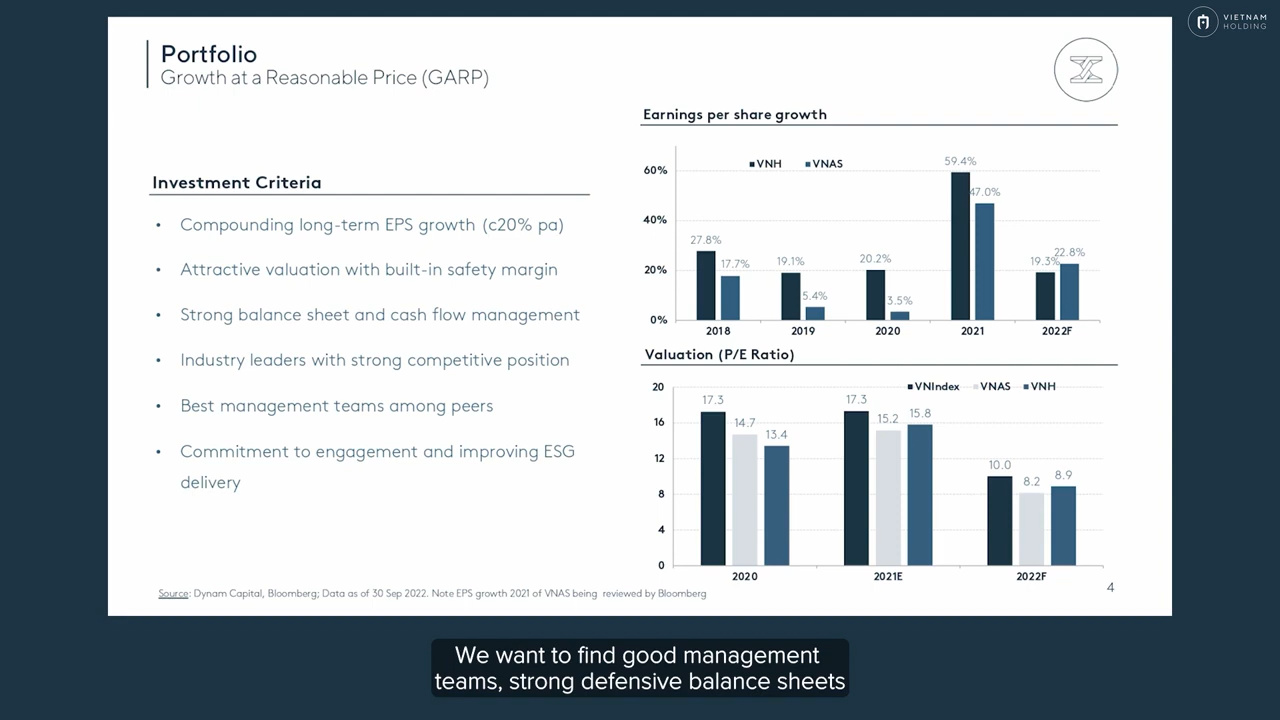 VIETNAM
HOLDING
Portfolio
Growth at a Reasonable Price (GARP)
Investment Criteria
• Compounding long-term EPS growth (c20% pa)
• Attractive valuation with built-in safety margin
• Strong balance sheet and cash flow management
• Industry leaders with strong competitive position
• Best management teams among peers
• Commitment to engagement and improving ESG
delivery
Earnings per share growth
VNH VNAS
60%
40%
20%
0%
27.8%
17.7%
19.1%
5.4%
20.2%
3.5%
59.4%
47.0%
19.3%
22.8%
2018 2019 2020 2021 2022F
Valuation (P/E Ratio)
VNIndex VNAS VNH
20
16
12
8
4
0
17.3
14.7
13.4
17.3
15.2
15.8
10.0
8.2
8.9
2020 2021E 2022F
Source: Dynam Capital, Bloomberg; Data as of 30 Sep 2022. Note EPS growth 2021 of VNAS being reviewed by Bloomberg
4
We want to find good management
teams, strong defensive balance sheets